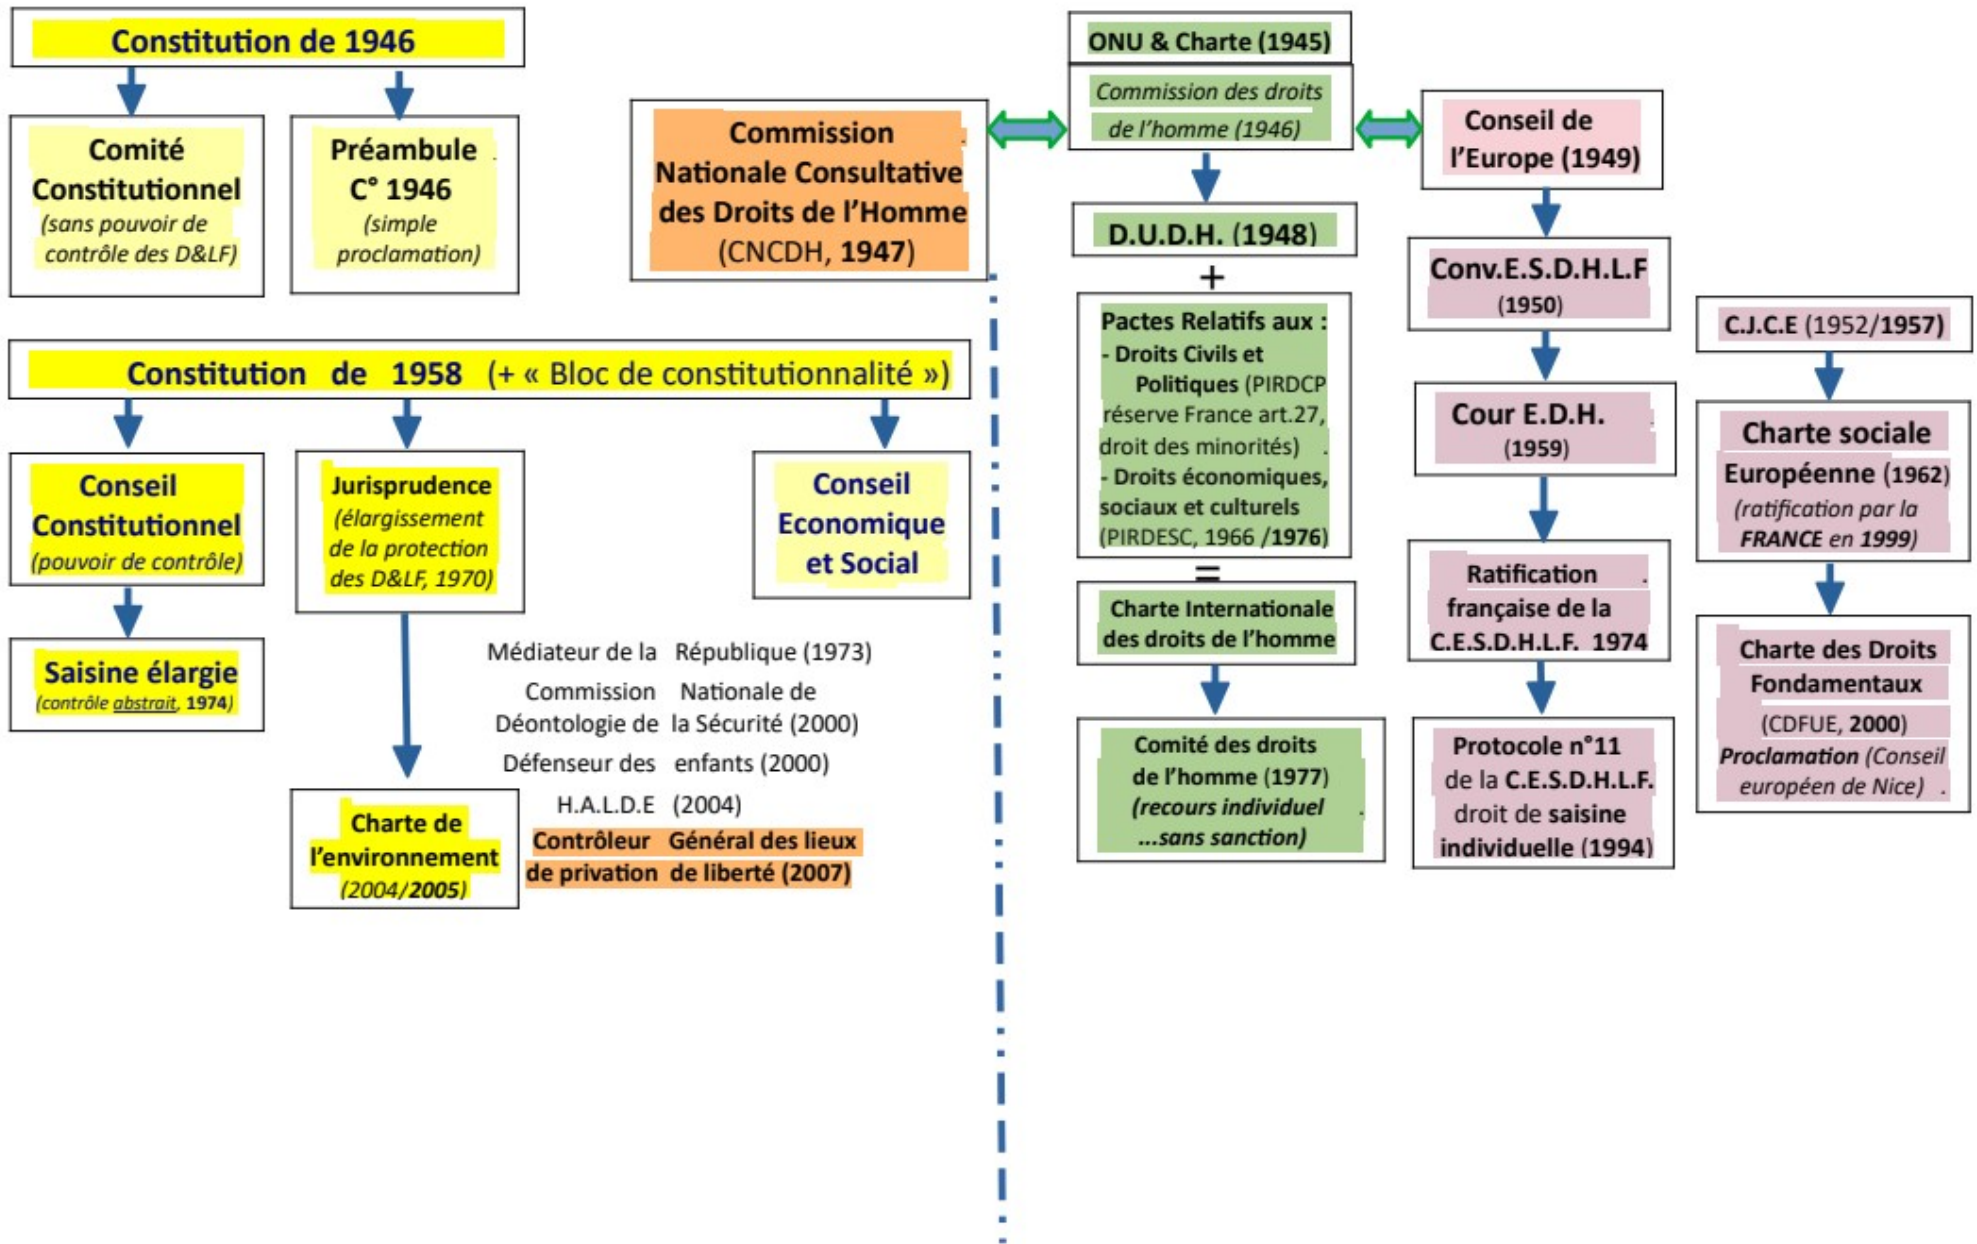 Constitution de 1946
Comité
Constitutionnel
(sans pouvoir de
contrôle des D&LF)
Préambule .
C° 1946
(simple
proclamation)
Commission .
Nationale Consultative
des Droits de l'Homme
(CNCDH, 1947)
Constitution de 1958 (+ « Bloc de constitutionnalité »)
Conseil
Constitutionnel
(pouvoir de contrôle)
Saisine élargie
(contrôle abstrait, 1974)
Jurisprudence
(élargissement
de la protection
des D&LF, 1970)
Charte de
l'environnement
(2004/2005)
Conseil
Economique
et Social
Médiateur de la République (1973)
Commission Nationale de
Déontologie de la Sécurité (2000)
Défenseur des enfants (2000)
H.A.L.D.E (2004)
Contrôleur Général des lieux
de privation de liberté (2007)
ONU & Charte (1945)
Commission des droits
de l'homme (1946)
D.U.D.H. (1948)
+
Pactes Relatifs aux :
- Droits Civils et
Politiques (PIRDCP
réserve France art.27,
droit des minorités) .
- Droits économiques,
sociaux et culturels
(PIRDESC, 1966 /1976)
=
Charte Internationale
des droits de l'homme
Comité des droits
de l'homme (1977)
(recours individuel .
...sans sanction)
Conseil de
l'Europe (1949)
Conv.E.S.D.H.L.F
(1950)
Cour E.D.H. .
(1959)
Ratification .
française de la
C.E.S.D.H.L.F. 1974
Protocole n°11
de la C.E.S.D.H.L.F.
droit de saisine
individuelle (1994)
C.J.C.E (1952/1957)
Charte sociale
Européenne (1962)
(ratification par la
FRANCE en 1999)
Charte des Droits
Fondamentaux
(CDFUE, 2000)
Proclamation (Conseil
européen de Nice) .